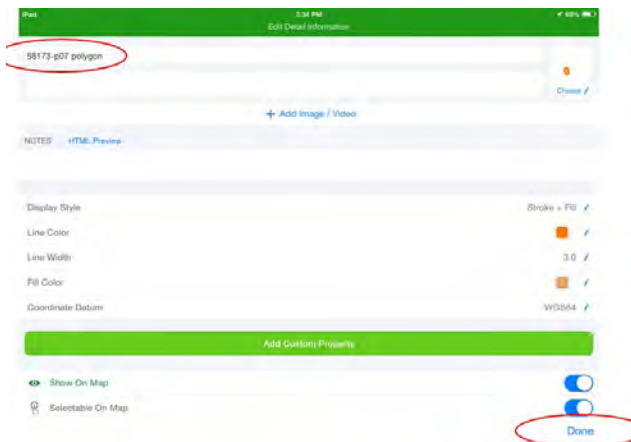 iPad 3:34 PM 69%
Edit Detail Information
58173-p07 polygon
Choose
+ Add Image / Video
NOTES HTML Preview
Display Style Stroke + Fill
Line Color
Line Width 3.0
Fill Color
Coordinate Datum WGS84
Add Custom Property
Show On Map
Selectable On Map
Done